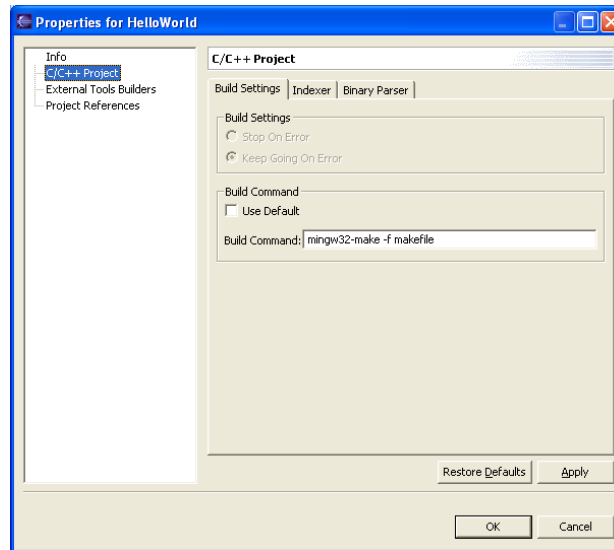 Properties for HelloWorld
Info
C/C++ Project
External Tools Builders
Project References
C/C++ Project
Build Settings
Indexer
Binary Parser
Build Settings
Stop On Error
Keep Going On Error
Build Command
Use Default
Build Command: mingw32-make -f makefile
Restore Defaults
Apply
OK
Cancel